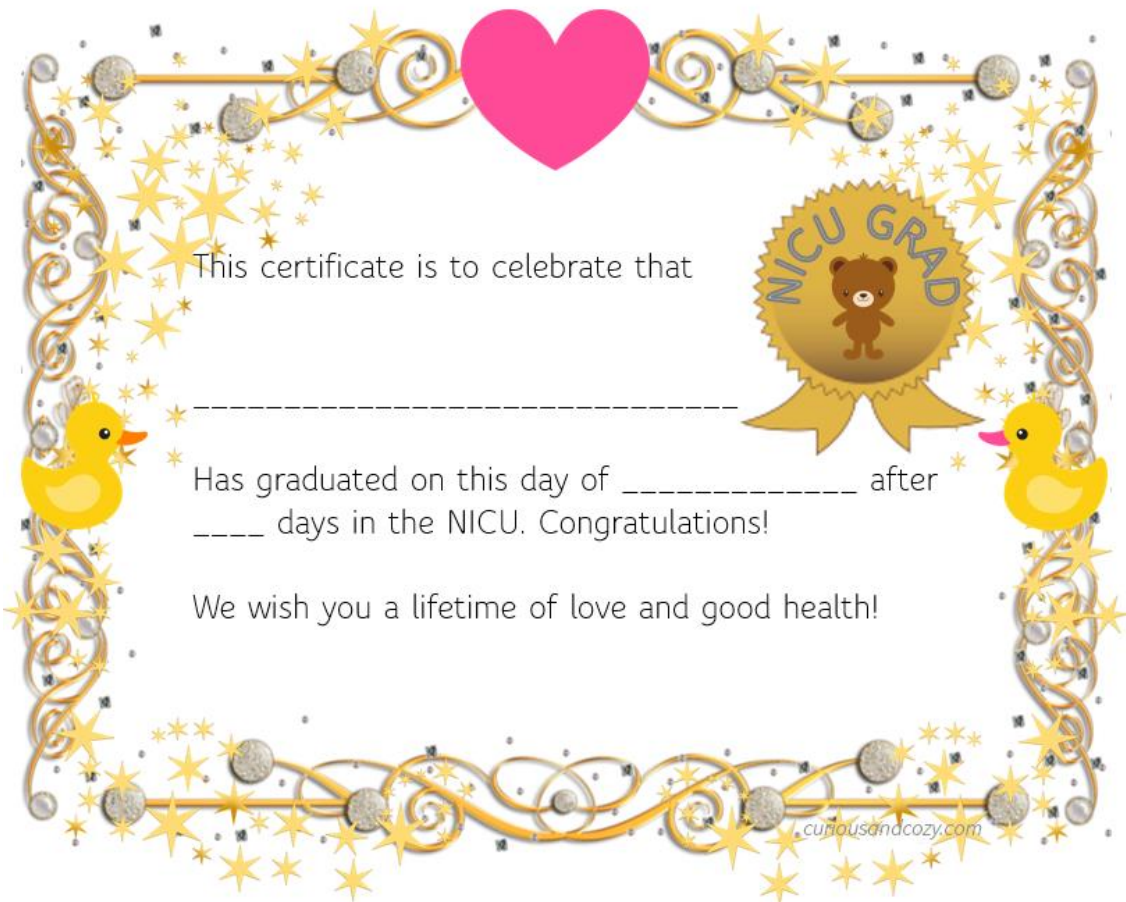 NICU GRAD
This certificate is to celebrate that
______________________________
Has graduated on this day of _____________ after
____ days in the NICU. Congratulations!
We wish you a lifetime of love and good health!
curiousandcozy.com